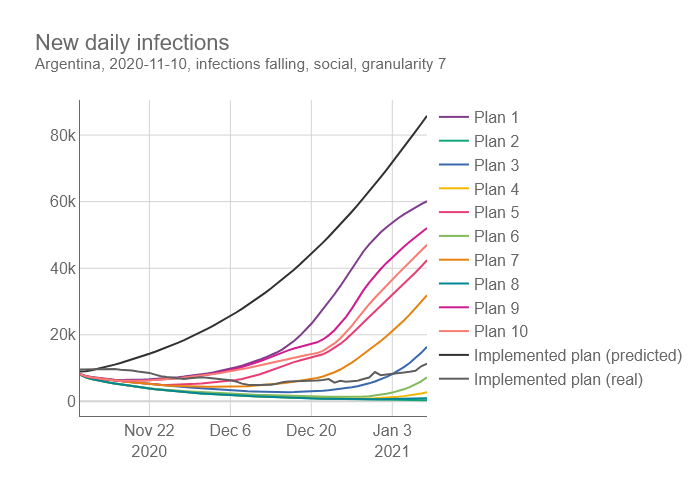 New daily infections
Argentina, 2020-11-10, infections falling, social, granularity 7
80k
60k
40k
20k
0
Nov 22
2020
Dec 6
Dec 20
Jan 3
2021
Plan 1
Plan 2
Plan 3
Plan 4
Plan 5
Plan 6
Plan 7
Plan 8
Plan 9
Plan 10
Implemented plan (predicted)
Implemented plan (real)